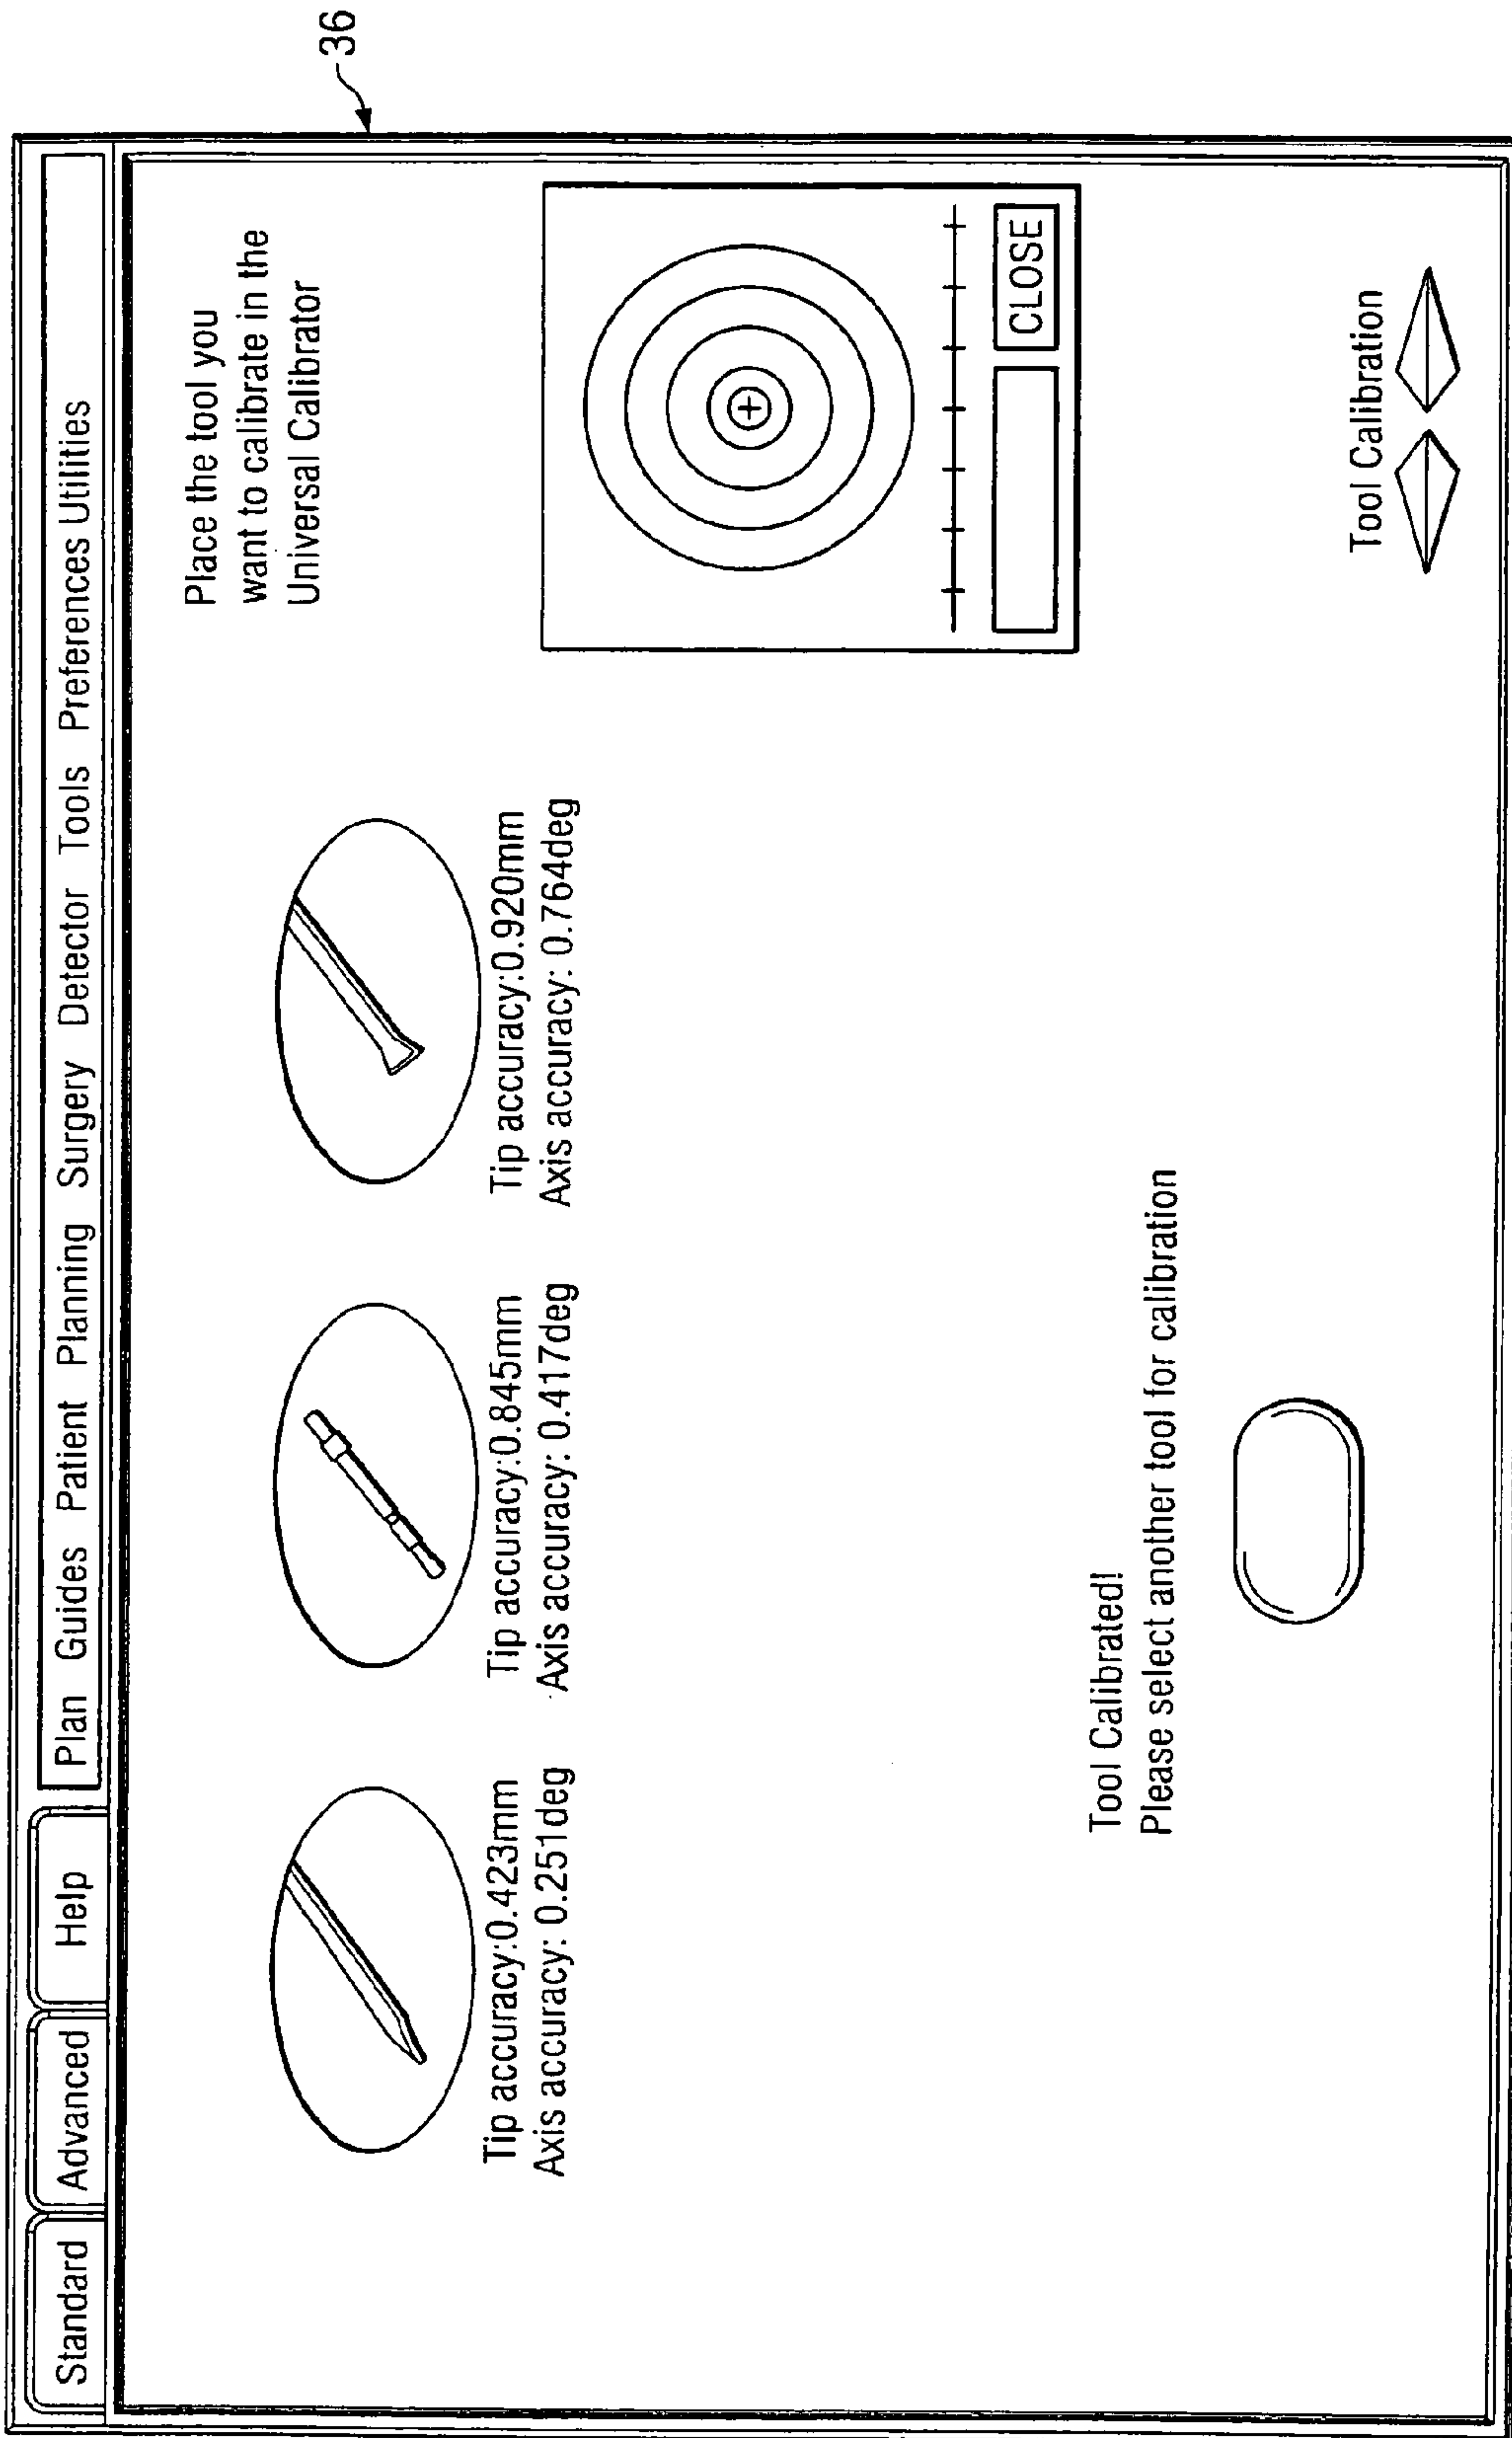 36
Standard
Advanced
Help
Plan Guides Patient Planning Surgery Detector Tools Preferences Utilities
Place the tool you
want to calibrate in the
Universal Calibrator
Tip accuracy:0.423mm
Axis accuracy: 0.251deg
Tip accuracy:0.845mm
Axis accuracy: 0.417deg
Tip accuracy:0.920mm
Axis accuracy: 0.764deg
CLOSE
Tool Calibrated!
Please select another tool for calibration
Tool Calibration